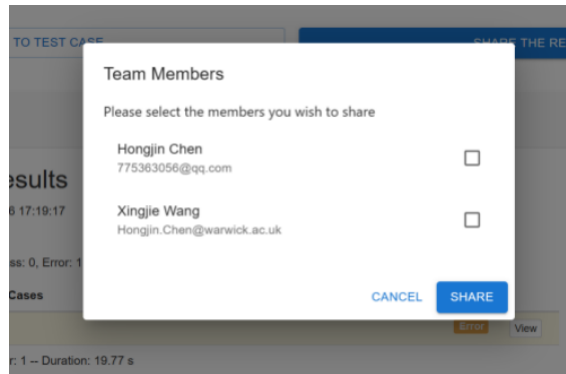 TO TEST CASE
SHARE THE RE
Team Members
Please select the members you wish to share
Hongjin Chen
775363056@qq.com
Xingjie Wang
Hongjin.Chen@warwick.ac.uk
CANCEL
SHARE
esults
6 17:19:17
ss: 0, Error: 1
Cases
Error
View
r: 1 -- Duration: 19.77 s